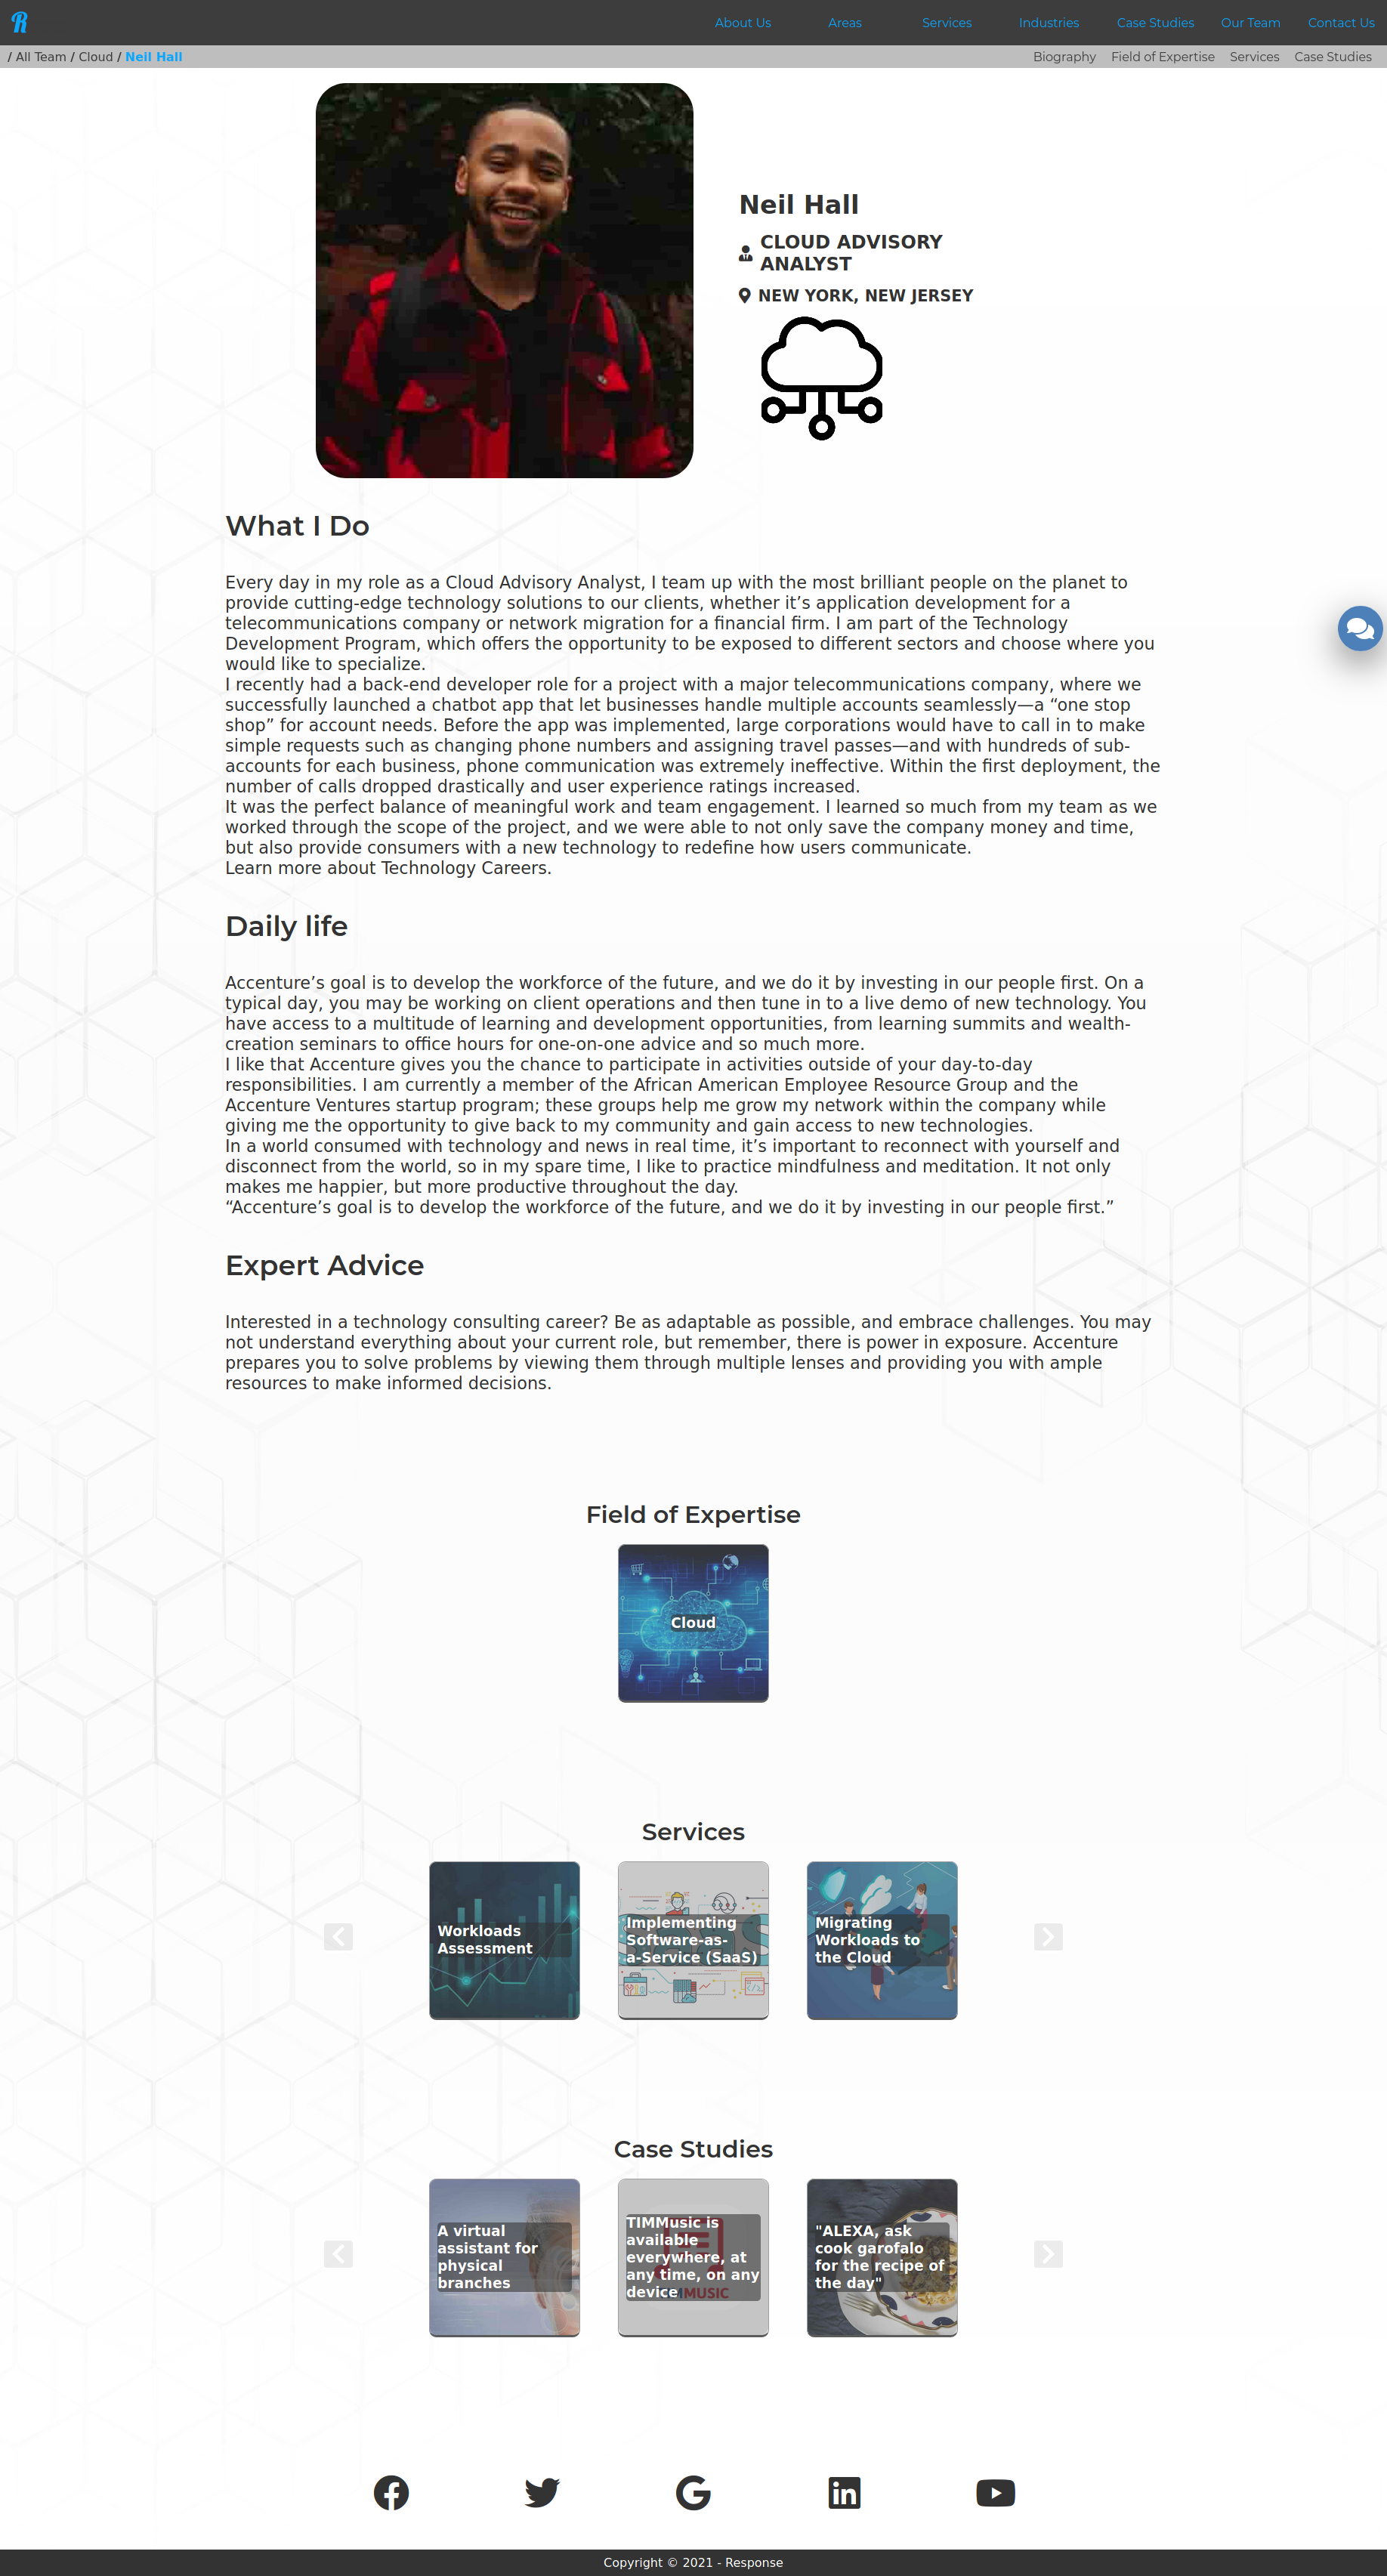 R
About Us Areas Services Industries Case Studies Our Team Contact Us
/ All Team / Cloud / Neil Hall
Biography Field of Expertise Services Case Studies
Neil Hall
CLOUD ADVISORY
ANALYST
NEW YORK, NEW JERSEY
What I Do
Every day in my role as a Cloud Advisory Analyst, I team up with the most brilliant people on the planet to
provide cutting-edge technology solutions to our clients, whether it’s application development for a
telecommunications company or network migration for a financial firm. I am part of the Technology
Development Program, which offers the opportunity to be exposed to different sectors and choose where you
would like to specialize.
I recently had a back-end developer role for a project with a major telecommunications company, where we
successfully launched a chatbot app that let businesses handle multiple accounts seamlessly—a “one stop
shop” for account needs. Before the app was implemented, large corporations would have to call in to make
simple requests such as changing phone numbers and assigning travel passes—and with hundreds of sub-
accounts for each business, phone communication was extremely ineffective. Within the first deployment, the
number of calls dropped drastically and user experience ratings increased.
It was the perfect balance of meaningful work and team engagement. I learned so much from my team as we
worked through the scope of the project, and we were able to not only save the company money and time,
but also provide consumers with a new technology to redefine how users communicate.
Learn more about Technology Careers.
Daily life
Accenture’s goal is to develop the workforce of the future, and we do it by investing in our people first. On a
typical day, you may be working on client operations and then tune in to a live demo of new technology. You
have access to a multitude of learning and development opportunities, from learning summits and wealth-
creation seminars to office hours for one-on-one advice and so much more.
I like that Accenture gives you the chance to participate in activities outside of your day-to-day
responsibilities. I am currently a member of the African American Employee Resource Group and the
Accenture Ventures startup program; these groups help me grow my network within the company while
giving me the opportunity to give back to my community and gain access to new technologies.
In a world consumed with technology and news in real time, it’s important to reconnect with yourself and
disconnect from the world, so in my spare time, I like to practice mindfulness and meditation. It not only
makes me happier, but more productive throughout the day.
“Accenture’s goal is to develop the workforce of the future, and we do it by investing in our people first.”
Expert Advice
Interested in a technology consulting career? Be as adaptable as possible, and embrace challenges. You may
not understand everything about your current role, but remember, there is power in exposure. Accenture
prepares you to solve problems by viewing them through multiple lenses and providing you with ample
resources to make informed decisions.
Field of Expertise
Cloud
Services
Workloads
Assessment
Implementing
Software-as-
a-Service (SaaS)
Migrating
Workloads to
the Cloud
Case Studies
A virtual
assistant for
physical
branches
TIMMusic is
available
everywhere, at
any time, on any
device
MUSIC
"ALEXA, ask
cook garofalo
for the recipe of
the day"
Copyright © 2021 - Response